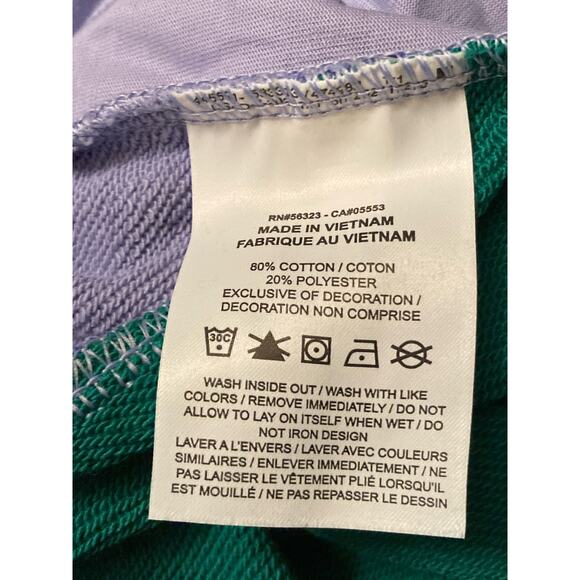 RN#56323 - CA#05553
MADE IN VIETNAM
FABRIQUE AU VIETNAM
80% COTTON / COTON
20% POLYESTER
EXCLUSIVE OF DECORATION /
DECORATION NON COMPRISE
30C
WASH INSIDE OUT / WASH WITH LIKE
COLORS / REMOVE IMMEDIATELY / DO NOT
ALLOW TO LAY ON ITSELF WHEN WET / DO
NOT IRON DESIGN
LAVER A L'ENVERS / LAVER AVEC COULEURS
SIMILAIRES / ENLEVER IMMEDIATEMENT / NE
PAS LAISSER LE VÊTEMENT PLIÉ LORSQU'IL
EST MOUILLÉ / NE PAS REPASSER LE DESSIN